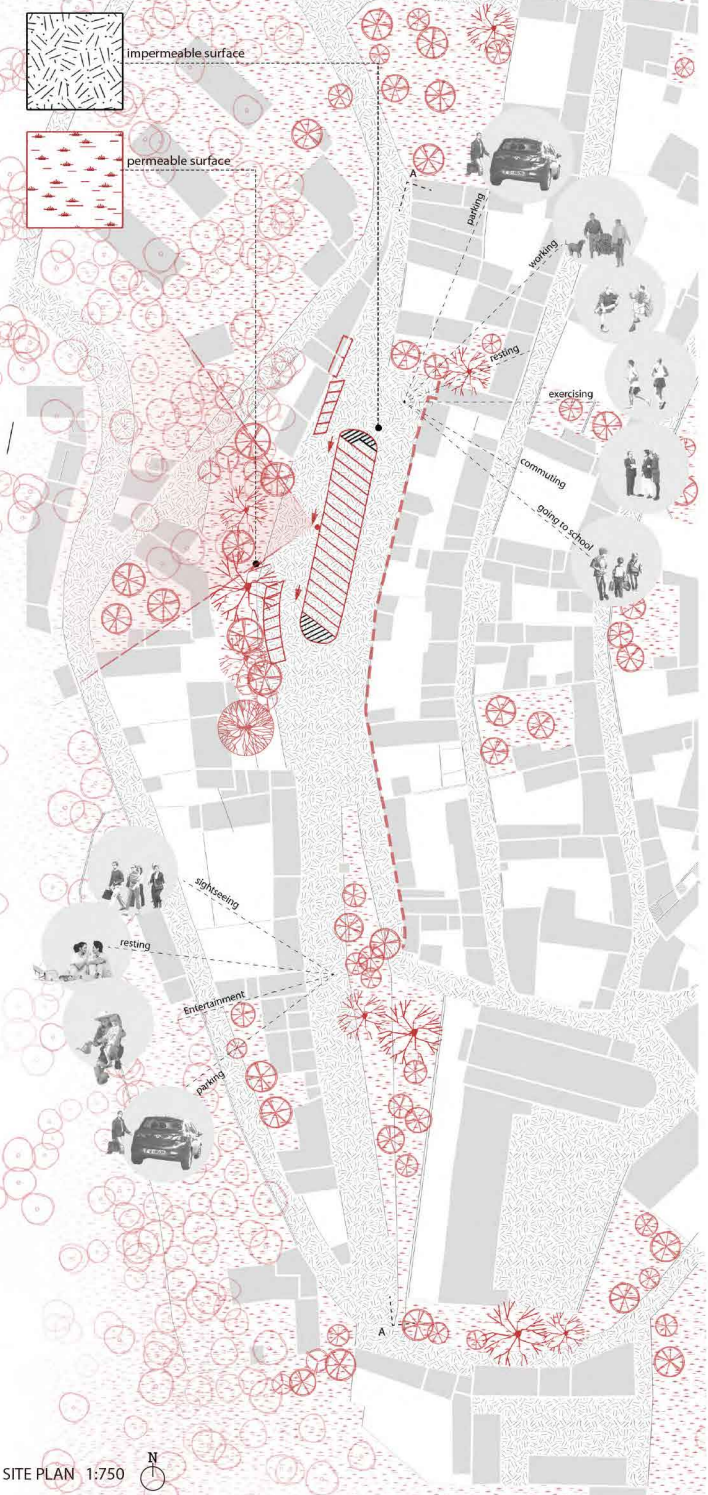 impermeable surface
permeable surface
A
parking
working
resting
exercising
commuting
going to school
sightseeing
resting
Entertainment
parking
A
SITE PLAN 1:750
N